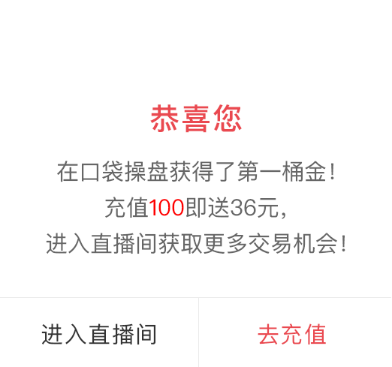 恭喜您
在口袋操盘获得了第一桶金！
充值100即送36元，
进入直播间获取更多交易机会！
进入直播间
去充值